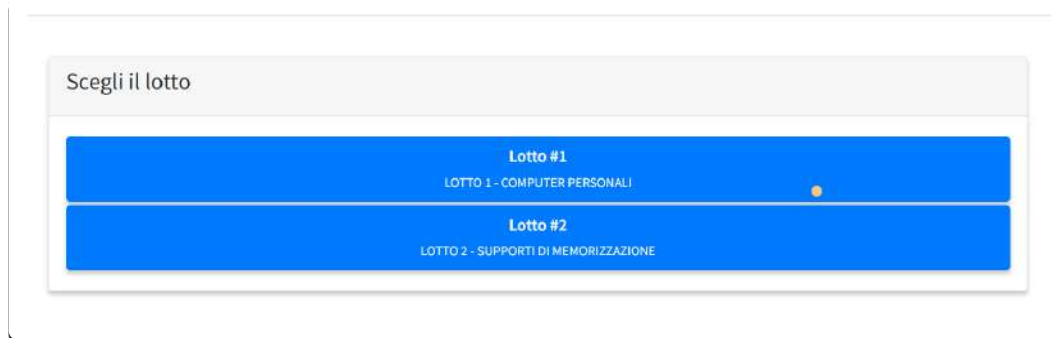 Scegli il lotto
Lotto #1
LOTTO 1 - COMPUTER PERSONALI
Lotto #2
LOTTO 2 - SUPPORTI DI MEMORIZZAZIONE